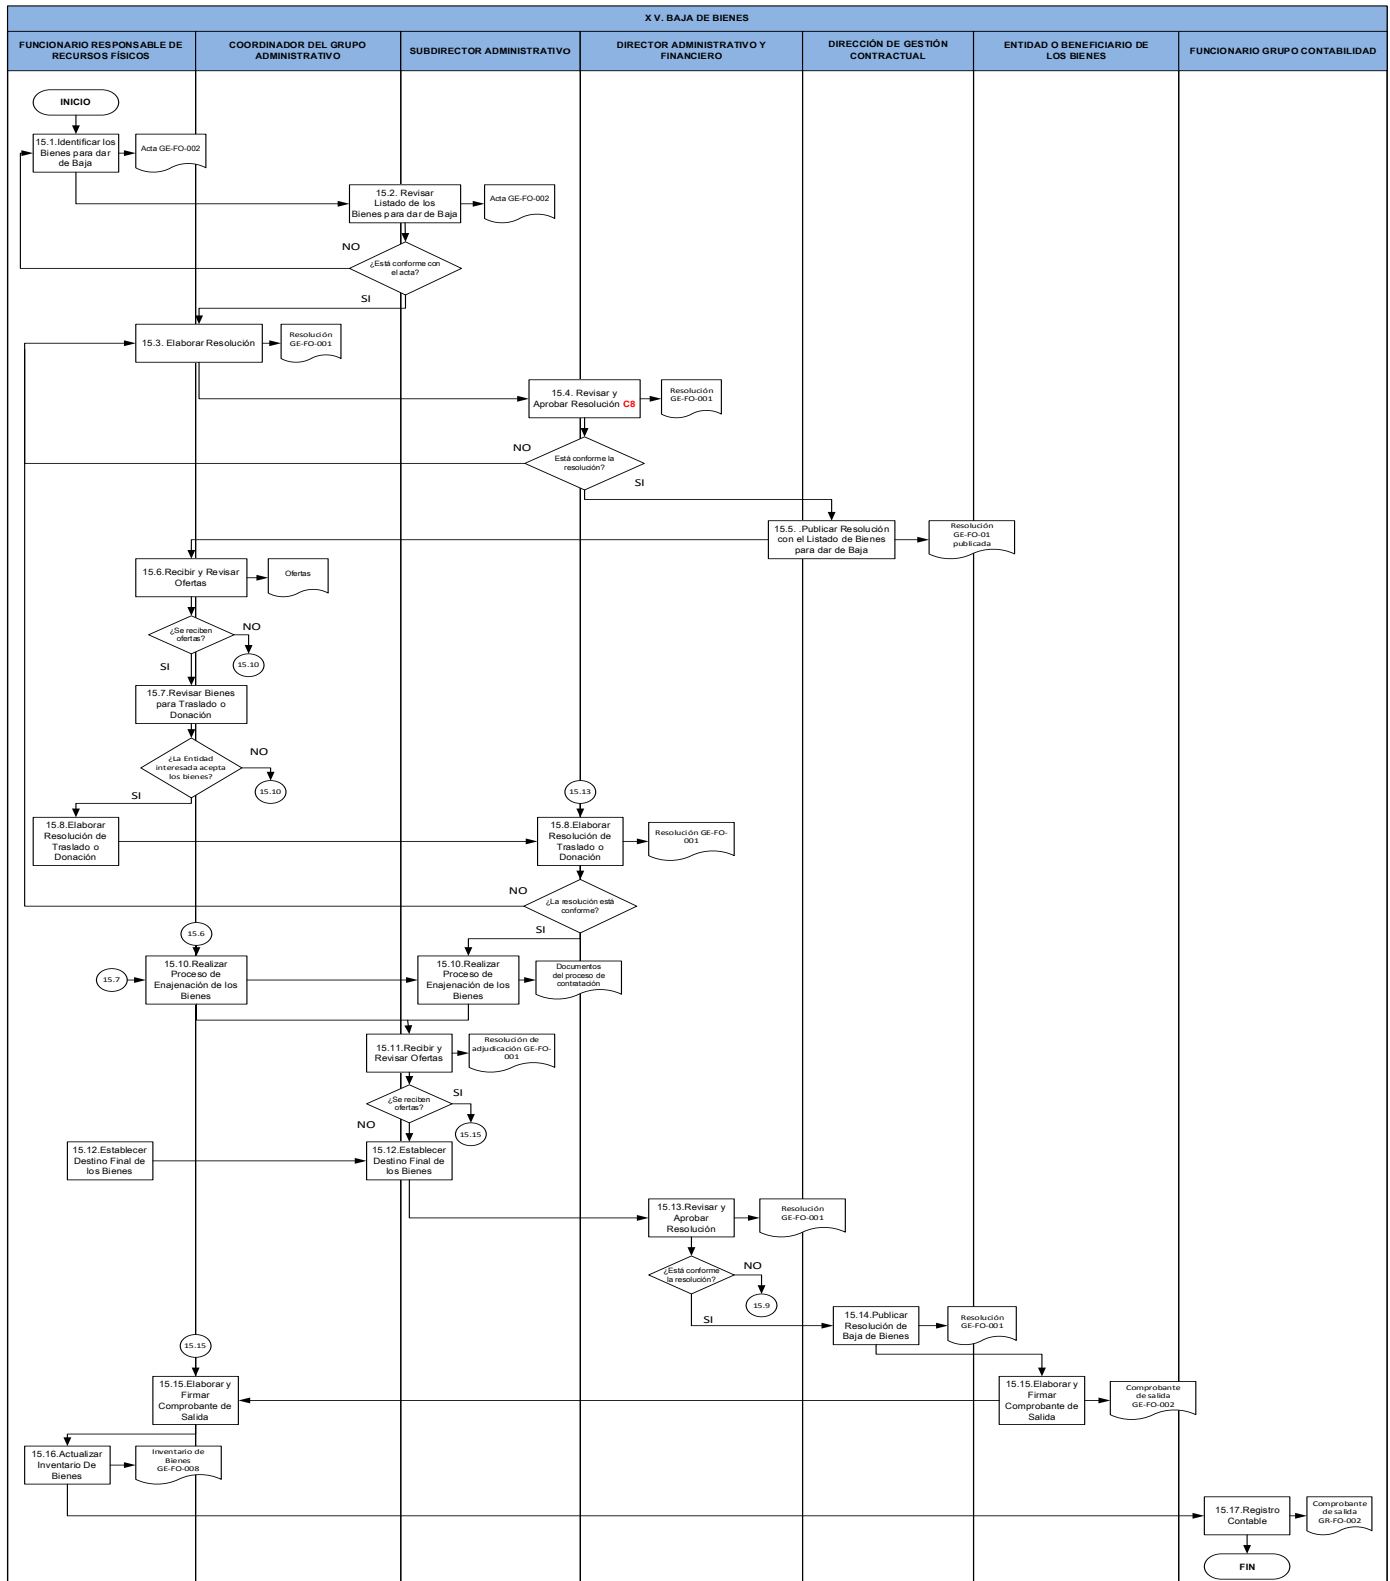 X V. BAJA DE BIENES
FUNCIONARIO RESPONSABLE DE
RECURSOS FÍSICOS
COORDINADOR DEL GRUPO
ADMINISTRATIVO
SUBDIRECTOR ADMINISTRATIVO
DIRECTOR ADMINISTRATIVO Y
FINANCIERO
DIRECCIÓN DE GESTIÓN
CONTRACTUAL
ENTIDAD O BENEFICIARIO DE
LOS BIENES
FUNCIONARIO GRUPO CONTABILIDAD
INICIO
15.1.Identificar los
Bienes para dar
de Baja
Acta GE-FO-002
15.2. Revisar
Listado de los
Bienes para dar de Baja
Acta GE-FO-002
NO
¿Está conforme con
el acta?
SI
15.3. Elaborar Resolución
Resolución
GE-FO-001
15.4. Revisar y
Aprobar Resolución C8
Resolución
GE-FO-001
NO
Está conforme la
resolución?
SI
15.5. .Publicar Resolución
con el Listado de Bienes
para dar de Baja
Resolución
GE-FO-01
publicada
15.6.Recibir y Revisar
Ofertas
Ofertas
¿Se reciben
ofertas?
NO
15.10
SI
15.7.Revisar Bienes
para Traslado o
Donación
¿La Entidad
interesada acepta
los bienes?
NO
15.10
SI
15.13
15.8.Elaborar
Resolución de
Traslado o
Donación
15.8.Elaborar
Resolución de
Traslado o
Donación
Resolución GE-FO-
001
NO
¿La resolución está
conforme?
SI
15.6
15.7
15.10.Realizar
Proceso de
Enajenación de los
Bienes
15.10.Realizar
Proceso de
Enajenación de los
Bienes
Documentos
del proceso de
contratación
15.11.Recibir y
Revisar Ofertas
Resolución de
adjudicación GE-FO-
001
¿Se reciben
ofertas?
SI
15.15
NO
15.12.Establecer
Destino Final de
los Bienes
15.12.Establecer
Destino Final de
los Bienes
15.13.Revisar y
Aprobar
Resolución
Resolución
GE-FO-001
¿Está conforme
la resolución?
NO
15.9
SI
15.14.Publicar
Resolución de
Baja de Bienes
Resolución
GE-FO-001
15.15
15.15.Elaborar y
Firmar
Comprobante de
Salida
15.15.Elaborar y
Firmar
Comprobante de
Salida
Comprobante
de salida
GE-FO-002
15.16.Actualizar
Inventario De
Bienes
Inventario de
Bienes
GE-FO-008
15.17.Registro
Contable
Comprobante
de salida
GR-FO-002
FIN